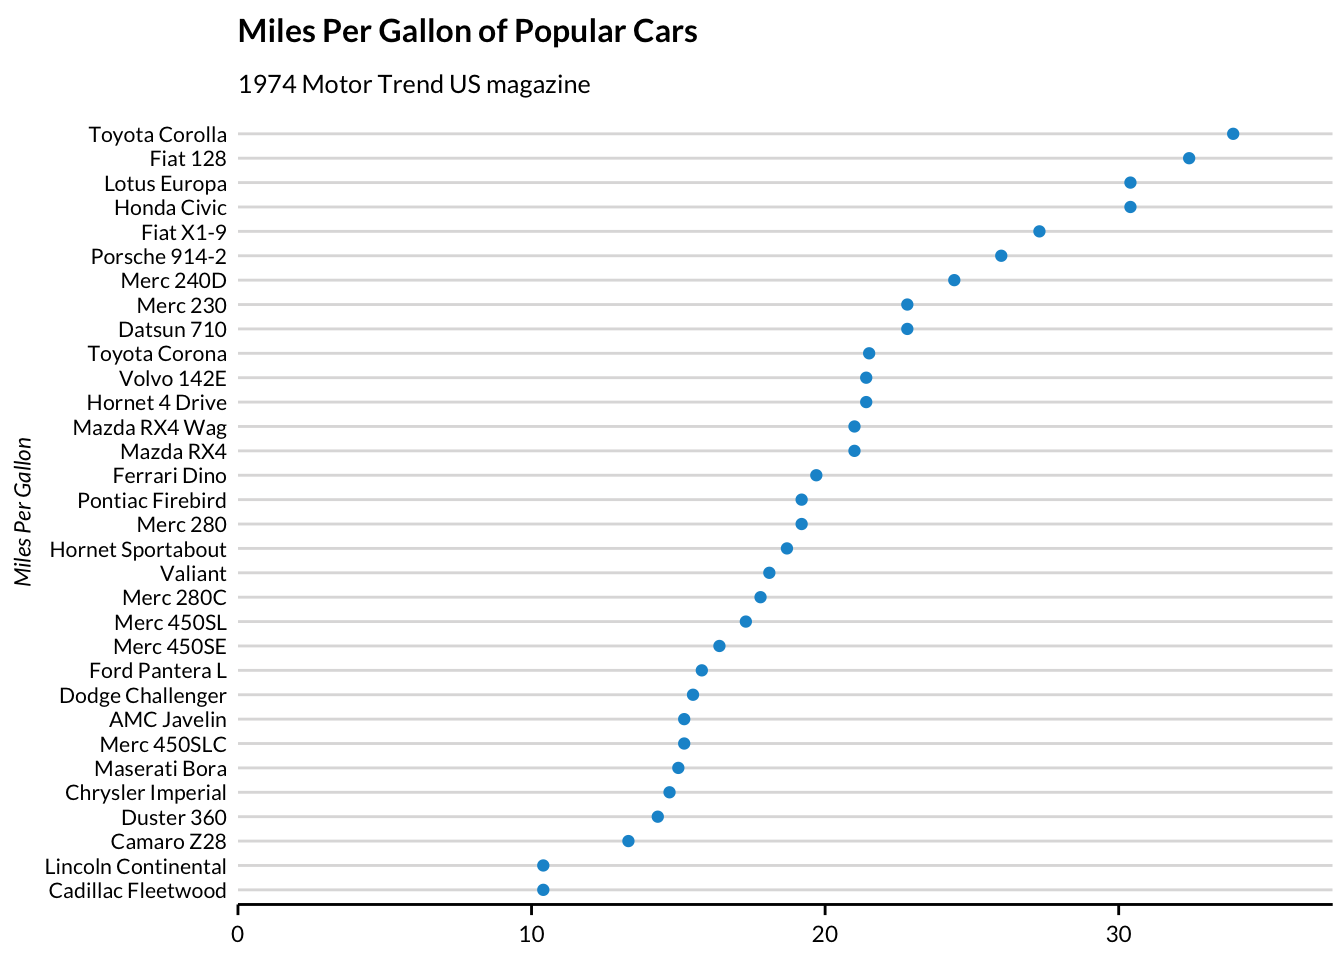 Miles Per Gallon of Popular Cars
1974 Motor Trend US magazine
Toyota Corolla
Fiat 128
Lotus Europa
Honda Civic
Fiat X1-9
Porsche 914-2
Merc 240D
Merc 230
Datsun 710
Toyota Corona
Volvo 142E
Hornet 4 Drive
Mazda RX4 Wag
Mazda RX4
Ferrari Dino
Pontiac Firebird
Merc 280
Hornet Sportabout
Valiant
Merc 280C
Merc 450SL
Merc 450SE
Ford Pantera L
Dodge Challenger
AMC Javelin
Merc 450SLC
Maserati Bora
Chrysler Imperial
Duster 360
Camaro Z28
Lincoln Continental
Cadillac Fleetwood
Miles Per Gallon
0 10 20 30